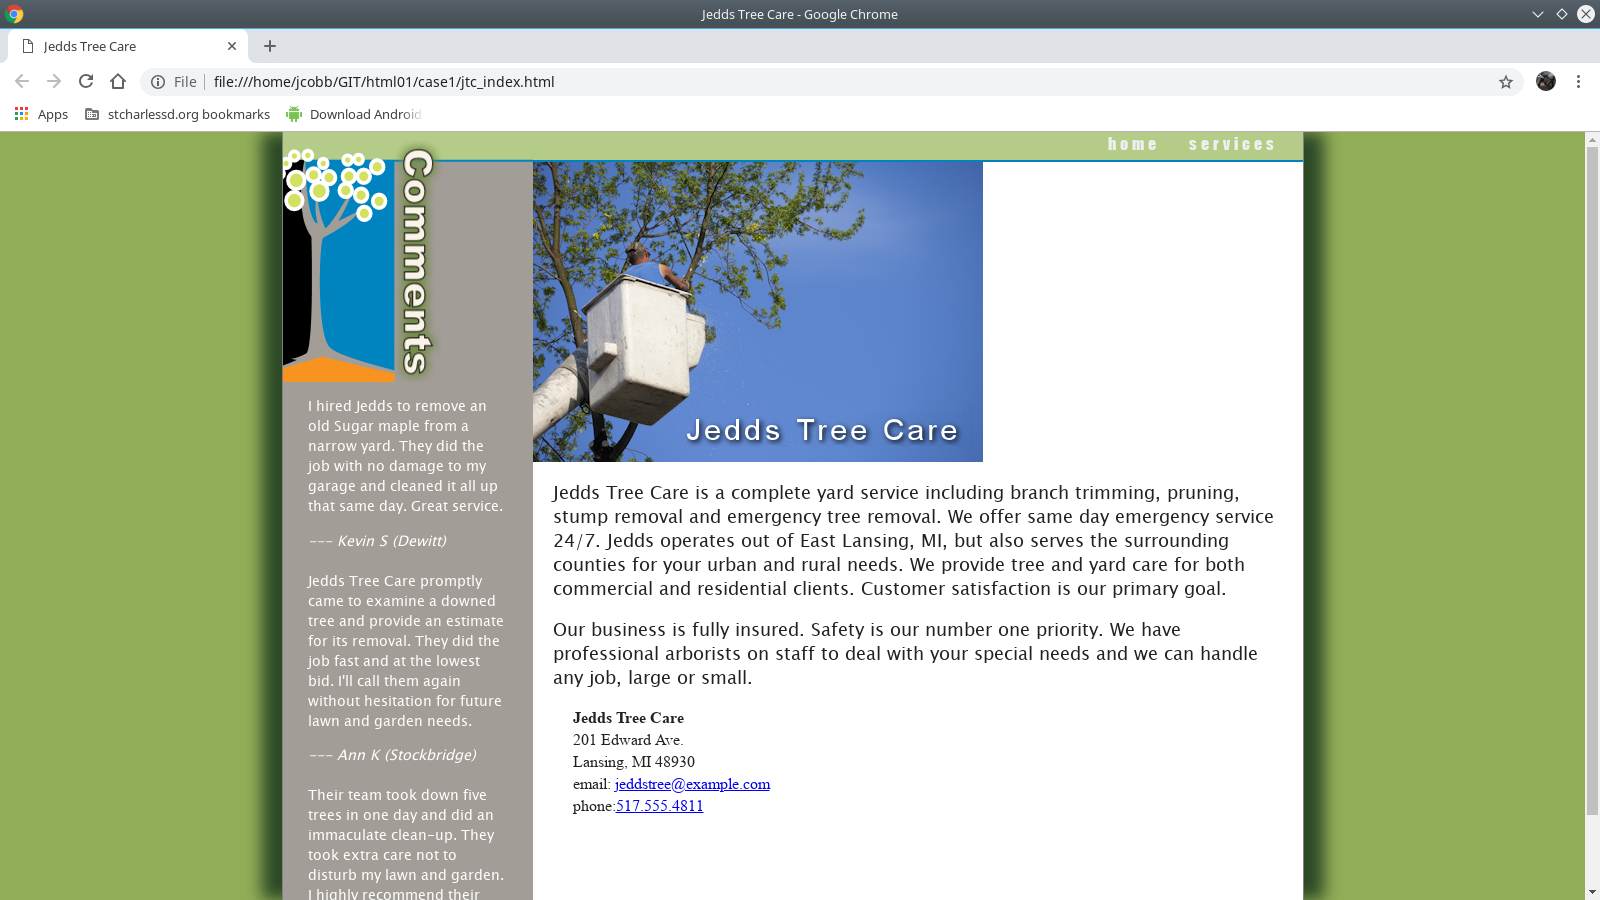 Jedds Tree Care - Google Chrome
Jedds Tree Care
File
file:///home/jcobb/GIT/html01/case1/jtc_index.html
Apps
stcharlessd.org bookmarks
Download Android
home services
Comments
I hired Jedds to remove an
old Sugar maple from a
narrow yard. They did the
job with no damage to my
garage and cleaned it all up
that same day. Great service.
--- Kevin S (Dewitt)
Jedds Tree Care promptly
came to examine a downed
tree and provide an estimate
for its removal. They did the
job fast and at the lowest
bid. I'll call them again
without hesitation for future
lawn and garden needs.
--- Ann K (Stockbridge)
Their team took down five
trees in one day and did an
immaculate clean-up. They
took extra care not to
disturb my lawn and garden.
I highly recommend their
Jedds Tree Care
Jedds Tree Care is a complete yard service including branch trimming, pruning,
stump removal and emergency tree removal. We offer same day emergency service
24/7. Jedds operates out of East Lansing, MI, but also serves the surrounding
counties for your urban and rural needs. We provide tree and yard care for both
commercial and residential clients. Customer satisfaction is our primary goal.
Our business is fully insured. Safety is our number one priority. We have
professional arborists on staff to deal with your special needs and we can handle
any job, large or small.
Jedds Tree Care
201 Edward Ave.
Lansing, MI 48930
email: jeddstree@example.com
phone:517.555.4811